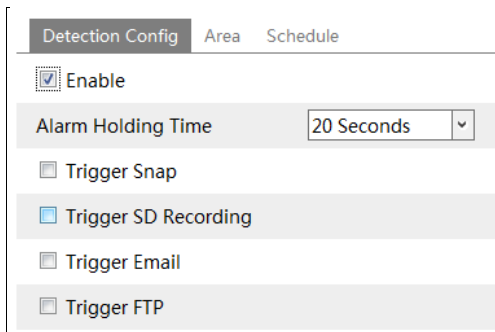 Detection Config Area Schedule
Enable
Alarm Holding Time 20 Seconds
Trigger Snap
Trigger SD Recording
Trigger Email
Trigger FTP